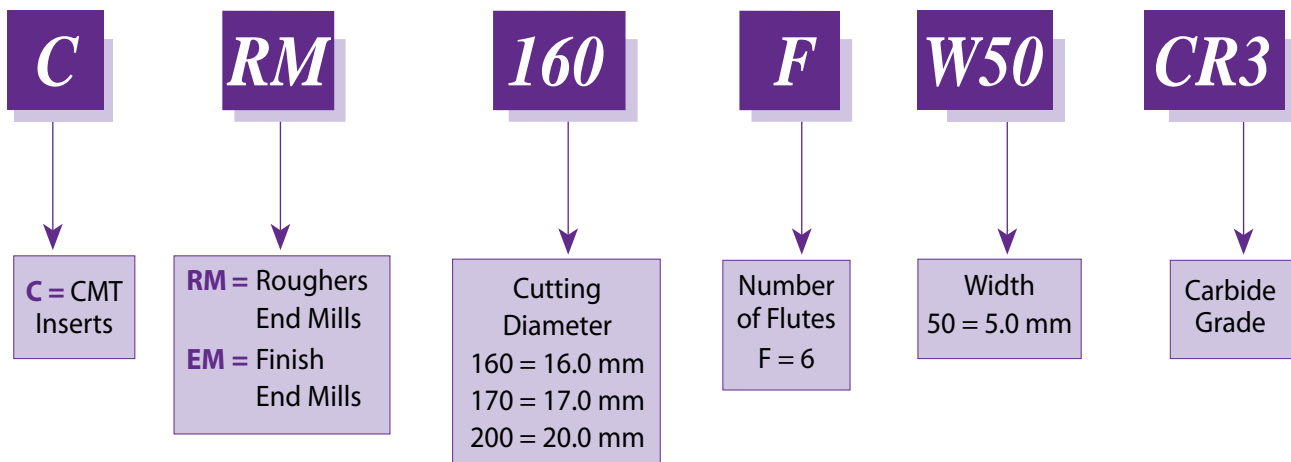 C RM 160 F W50 CR3
C = CMT
Inserts
RM = Roughers
End Mills
EM = Finish
End Mills
Cutting
Diameter
160 = 16.0 mm
170 = 17.0 mm
200 = 20.0 mm
Number
of Flutes
F = 6
Width
50 = 5.0 mm
Carbide
Grade